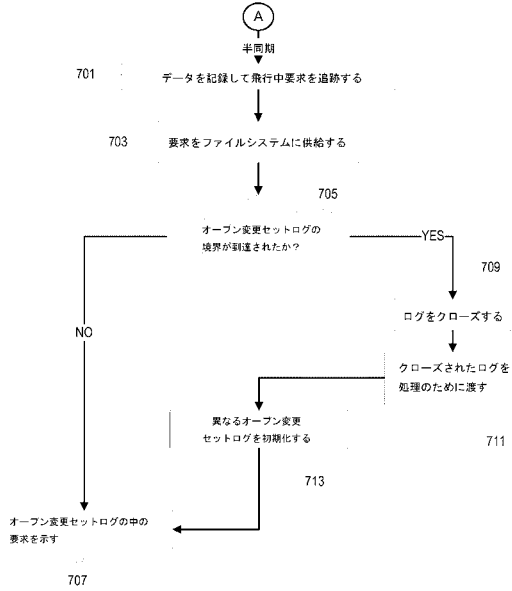 A
半同期
701
データを記録して飛行中要求を追跡する
703
要求をファイルシステムに供給する
705
オープン変更セットログの
境界が到達されたか？
YES
709
NO
ログをクローズする
クローズされたログを
処理のために渡す
異なるオープン変更
セットログを初期化する
711
713
オープン変更セットログの中の
要求を示す
707